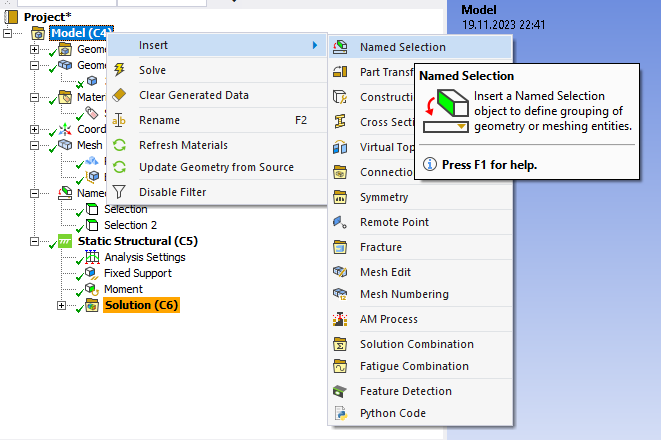 Project*
Model (C4)
Geome
Geome
Mater
S
Coord
Mesh
Name
Selection
Selection 2
Static Structural (C5)
Analysis Settings
Fixed Support
Moment
Solution (C6)
Insert
Solve
Clear Generated Data
Rename F2
Refresh Materials
Update Geometry from Source
Disable Filter
Named Selection
Part Transf
Constructi
Cross Secti
Virtual Top
Connection
Symmetry
Remote Point
Fracture
Mesh Edit
Mesh Numbering
AM Process
Solution Combination
Fatigue Combination
Feature Detection
Python Code
Named Selection
Insert a Named Selection
object to define grouping of
geometry or meshing entities.
Press F1 for help.
Model
19.11.2023 22:41